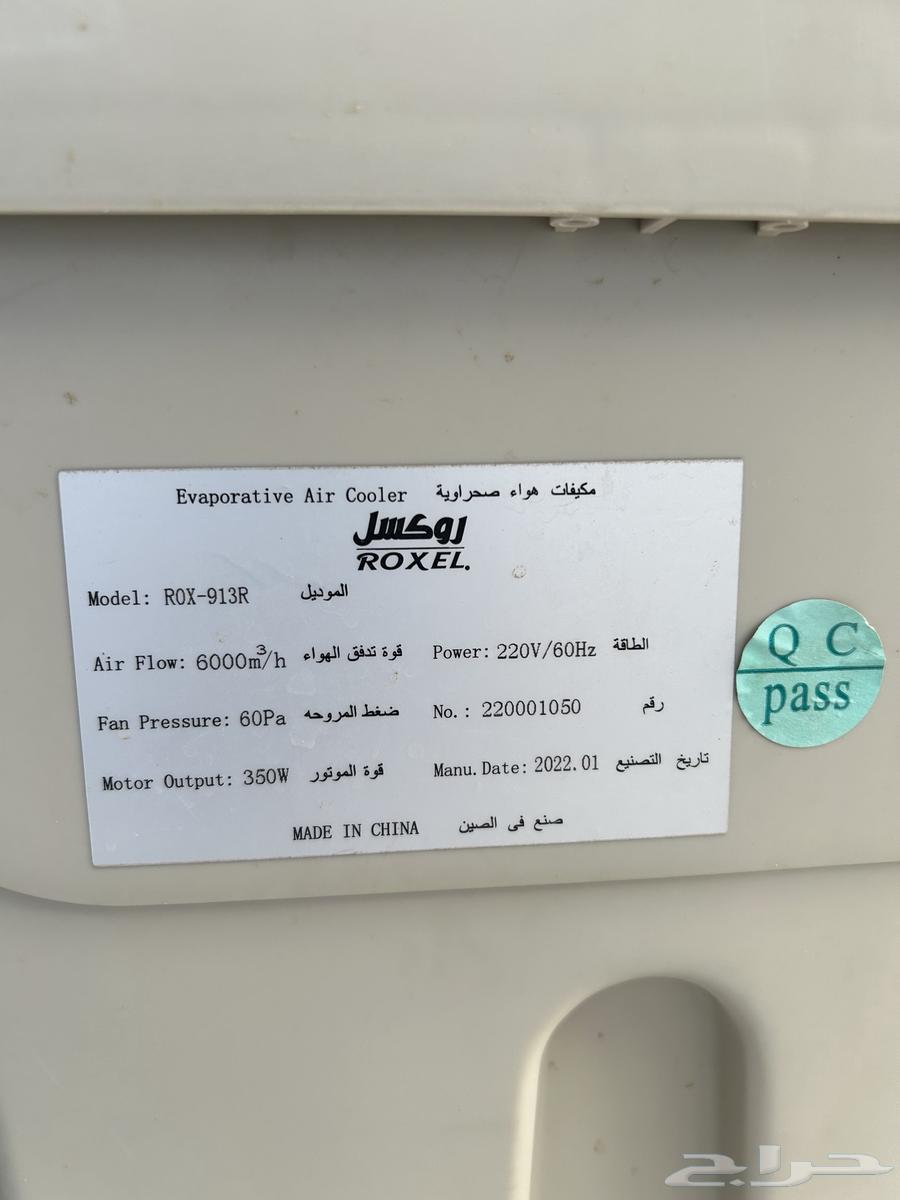 Evaporative Air Cooler مكيفات هواء صحراوية
روكسل
ROXEL.
Model: ROX-913R الموديل
Air Flow: 6000m³/h قوة تدفق الهواء Power: 220V/60Hz الطاقة
Fan Pressure: 60Pa ضغط المروحه No.: 220001050 رقم
Motor Output: 350W قوة الموتور Manu.Date: 2022.01 تاريخ التصنيع
MADE IN CHINA صنع فى الصين
Q C
pass
حراج